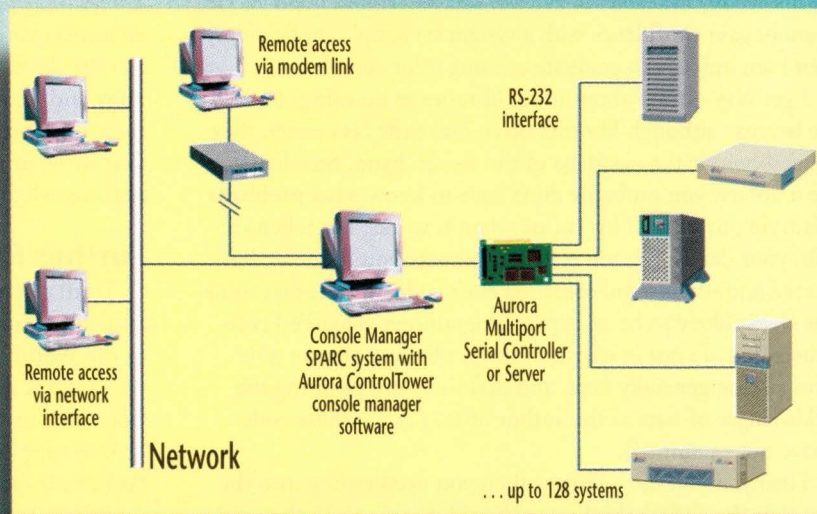 Remote access
via modem link
RS-232
interface
Remote access
via network
interface
Console Manager
SPARC system with
Aurora ControlTower
console manager
software
Aurora
Multiport
Serial Controller
or Server
Network
. . . up to 128 systems